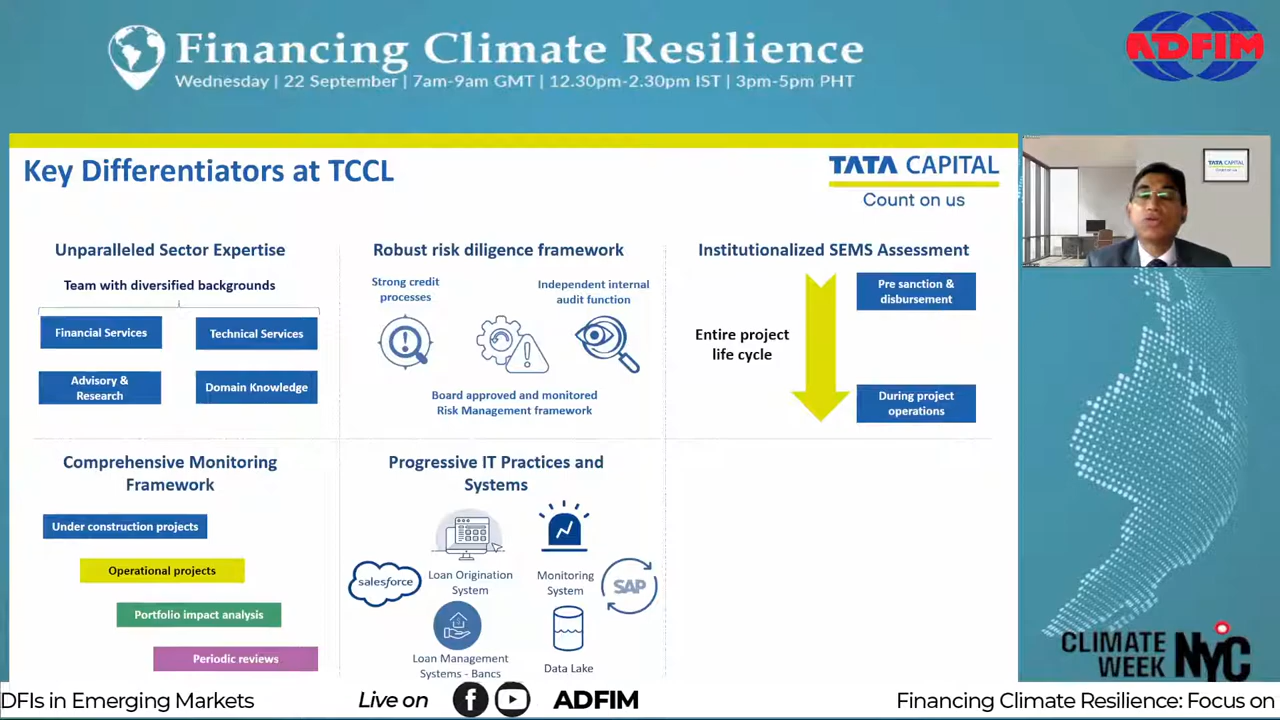 Financing Climate Resilience
Wednesday | 22 September | 7am-9am GMT | 12.30pm-2.30pm IST | 3pm-5pm PHT
ADFIM
Key Differentiators at TCCL
TATA CAPITAL
Count on us
TATA CAPITAL
Count on us
Unparalleled Sector Expertise
Team with diversified backgrounds
Financial Services
Technical Services
Advisory &
Research
Domain Knowledge
Robust risk diligence framework
Strong credit
processes
Independent internal
audit function
Board approved and monitored
Risk Management framework
Institutionalized SEMS Assessment
Entire project
life cycle
Pre sanction &
disbursement
During project
operations
Comprehensive Monitoring
Framework
Under construction projects
Operational projects
Portfolio impact analysis
Periodic reviews
Progressive IT Practices and
Systems
salesforce
Loan Origination
System
Monitoring
System
SAP
Loan Management
Systems - Bancs
Data Lake
CLIMATE
WEEK NYC
DFIs in Emerging Markets
Live on
ADFIM
Financing Climate Resilience: Focus on